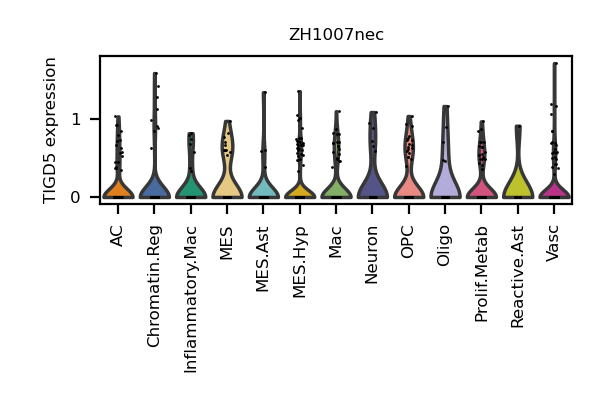 ZH1007nec
TIGD5 expression
1
0
AC
Chromatin.Reg
Inflammatory.Mac
MES
MES.Ast
MES.Hyp
Mac
Neuron
OPC
Oligo
Prolif.Metab
Reactive.Ast
Vasc